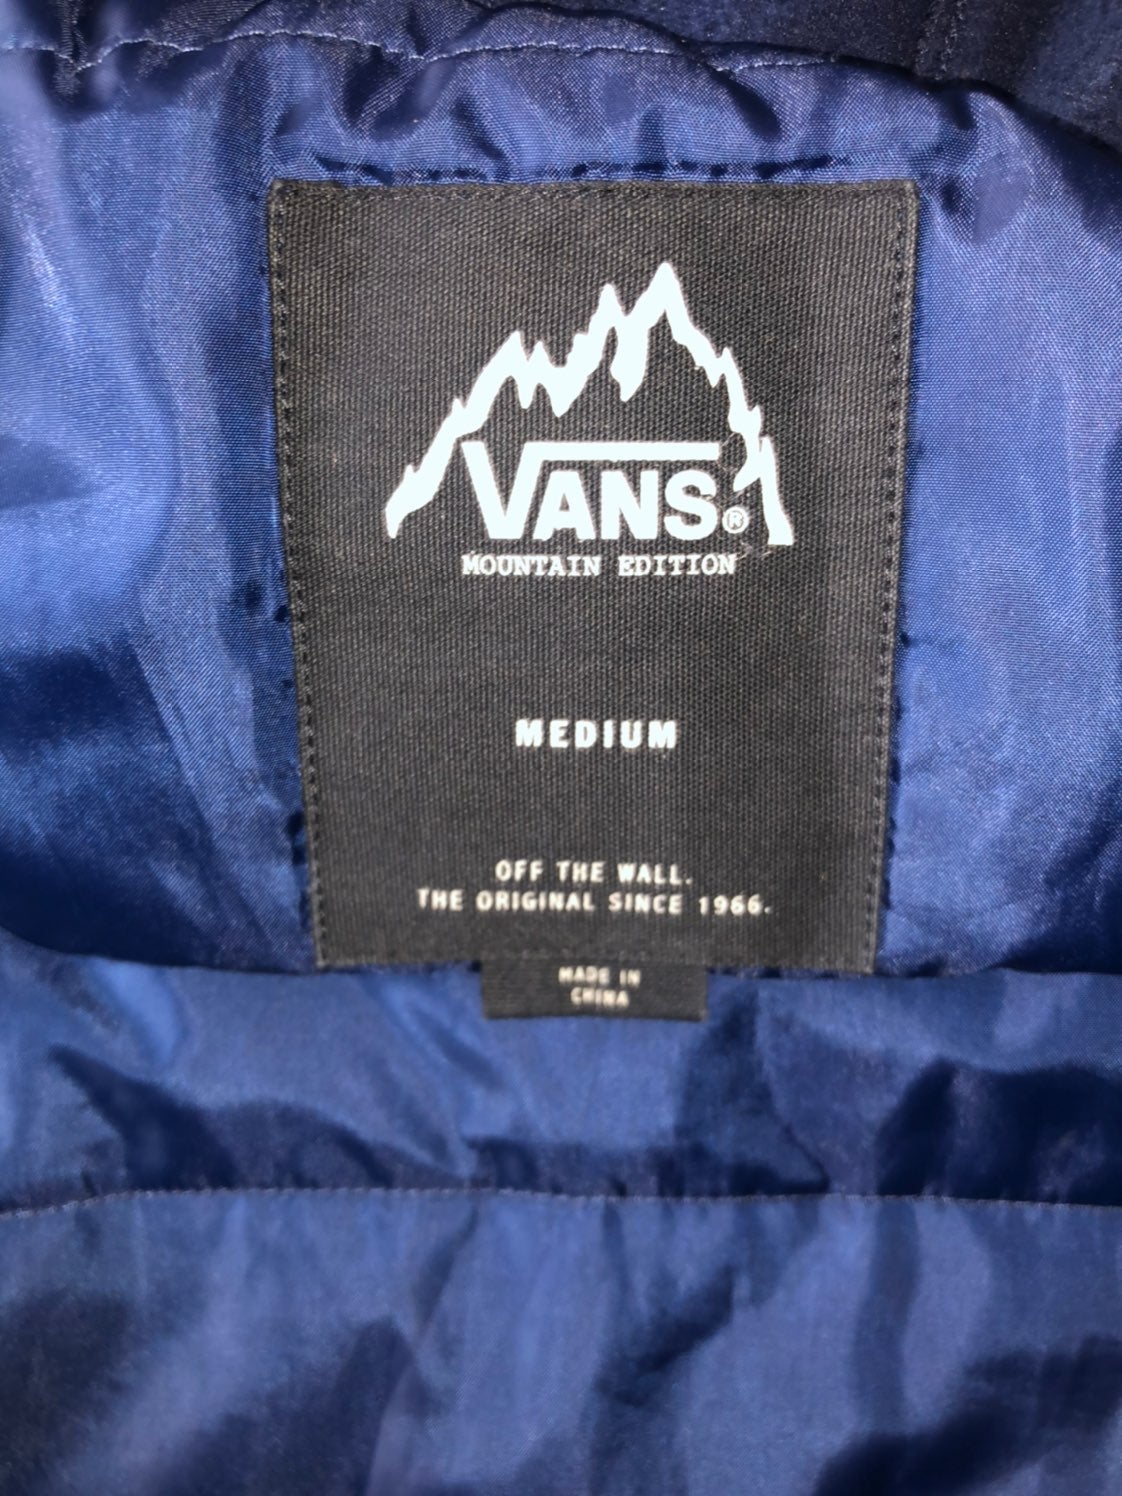 VANS®
MOUNTAIN EDITION
MEDIUM
OFF THE WALL.
THE ORIGINAL SINCE 1966.
MADE IN
CHINA